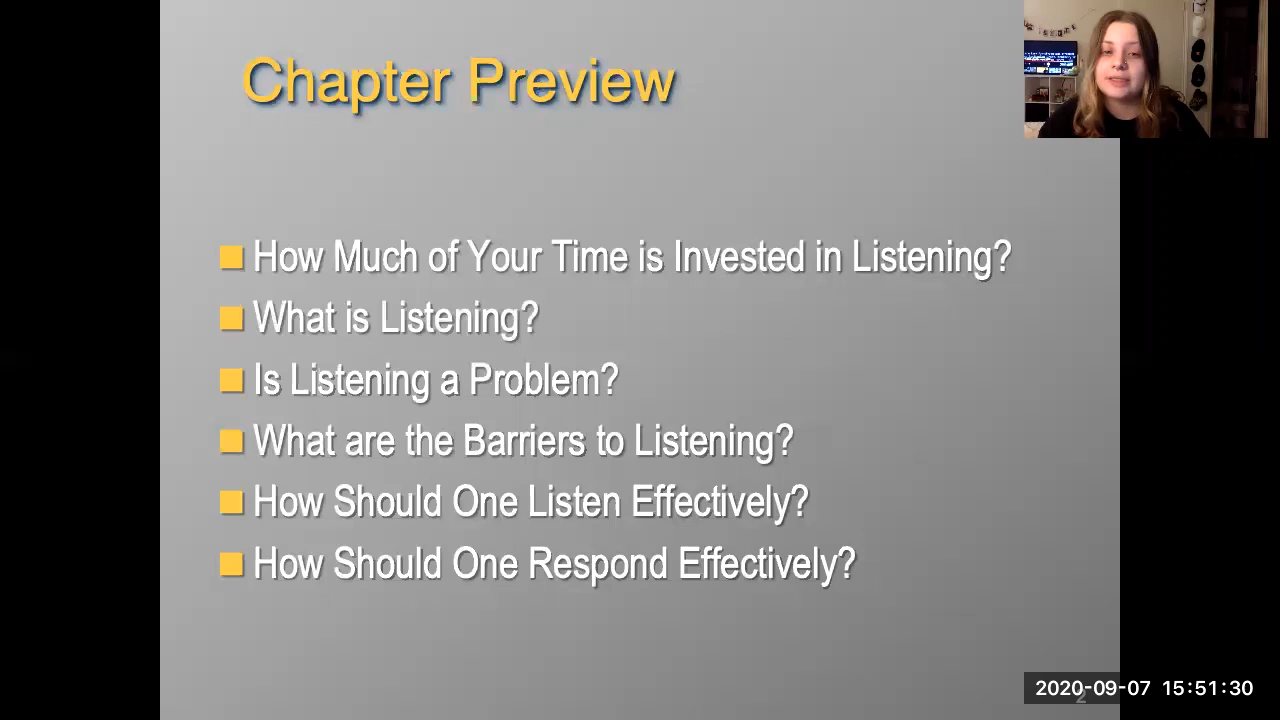 Chapter Preview
How Much of Your Time is Invested in Listening?
What is Listening?
Is Listening a Problem?
What are the Barriers to Listening?
How Should One Listen Effectively?
How Should One Respond Effectively?
2020-09-07 15:51:30
2